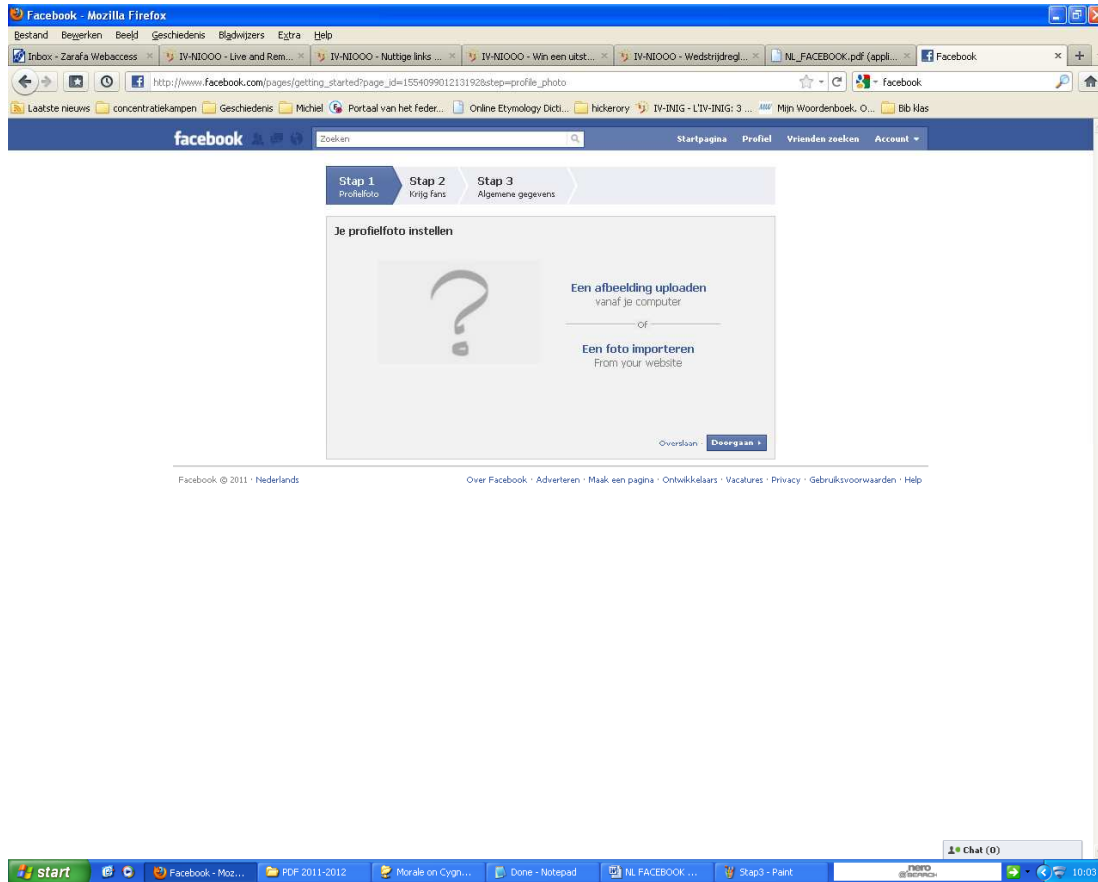 Facebook - Mozilla Firefox
Bestand Bewerken Beeld Geschiedenis Bladwijzers Extra Help
Inbox - Zarafa Webaccess
IV-NIOOO - Live and Rem...
IV-NIOOO - Nuttige links ...
IV-NIOOO - Win een uitst...
IV-NIOOO - Wedstrijdregl...
NL_FACEBOOK.pdf (appli...
Facebook
http://www.facebook.com/pages/getting_started?page_id=155409901213192&step=profile_photo
facebook
Laatste nieuws concentratiekampen Geschiedenis Michiel Portaal van het feder... Online Etymology Dicti... hickerory IV-INIG - L'IV-INIG: 3 ... Mijn Woordenboek. O... Bib klas
facebook
Zoeken
Startpagina Profiel Vrienden zoeken Account
Stap 1 Stap 2 Stap 3
Profielfoto Krijg fans Algemene gegevens
Je profielfoto instellen
?
Een afbeelding uploaden
vanaf je computer
OF
Een foto importeren
From your website
Overslaan · Doorgaan
Facebook © 2011 · Nederlands
Over Facebook · Adverteren · Maak een pagina · Ontwikkelaars · Vacatures · Privacy · Gebruiksvoorwaarden · Help
Chat (0)
start
Facebook - Moz...
PDF 2011-2012
Morale on Cygn...
Done - Notepad
NL FACEBOOK ...
Stap3 - Paint
nero
SEARCH
10:03